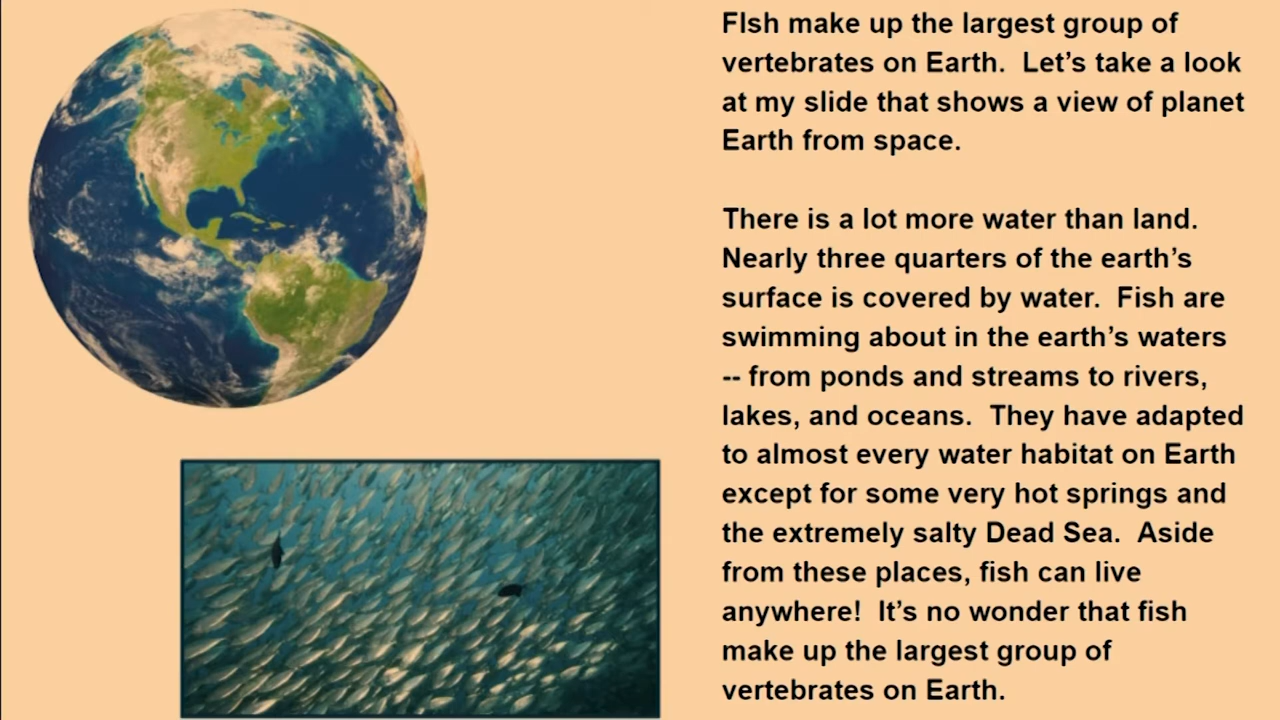 FIsh make up the largest group of
vertebrates on Earth.  Let’s take a look
at my slide that shows a view of planet
Earth from space.
There is a lot more water than land.
Nearly three quarters of the earth’s
surface is covered by water.  Fish are
swimming about in the earth’s waters
-- from ponds and streams to rivers,
lakes, and oceans.  They have adapted
to almost every water habitat on Earth
except for some very hot springs and
the extremely salty Dead Sea.  Aside
from these places, fish can live
anywhere!  It’s no wonder that fish
make up the largest group of
vertebrates on Earth.